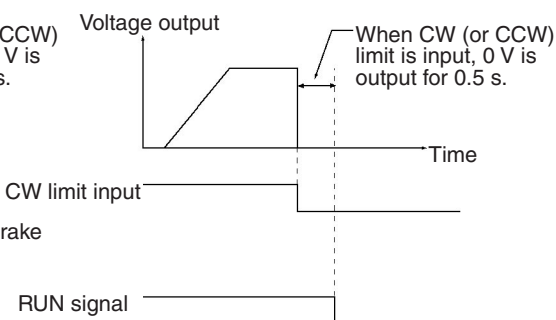 CCW)
V is
s.
Voltage output
When CW (or CCW)
limit is input, 0 V is
output for 0.5 s.
Time
CW limit input
rake
RUN signal